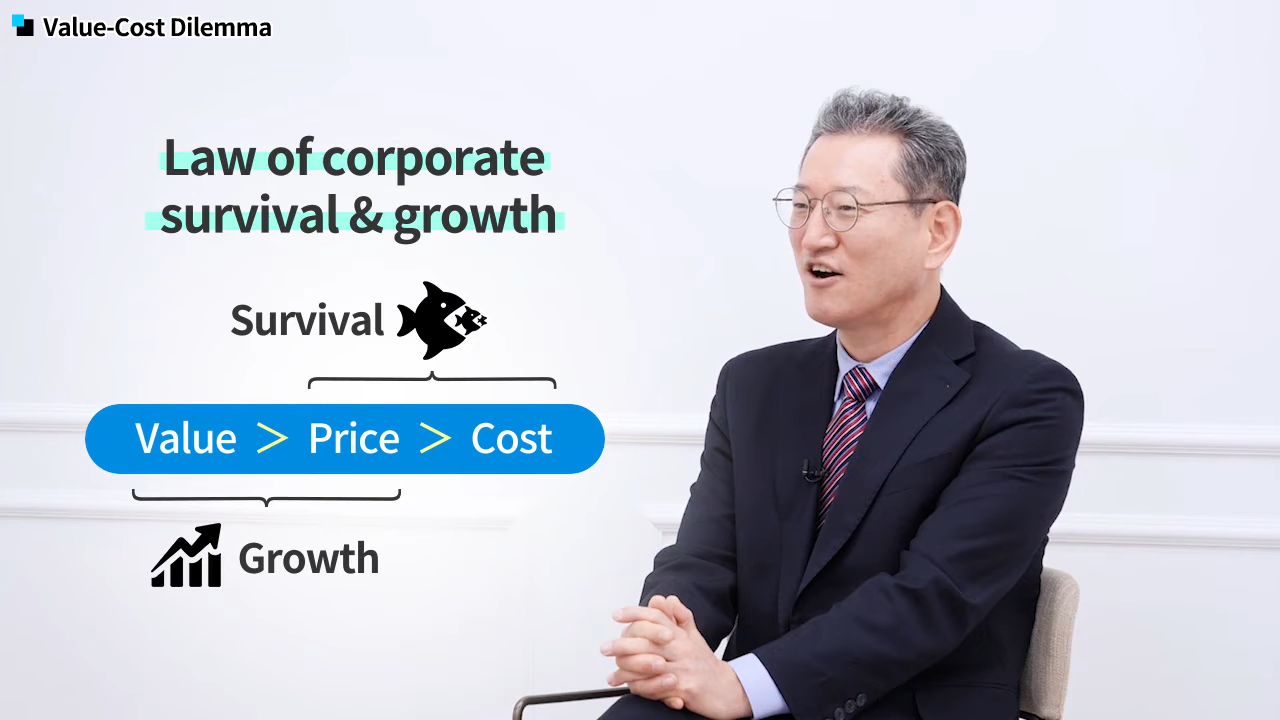 Value-Cost Dilemma
Law of corporate
survival & growth
Survival
Value > Price > Cost
Growth